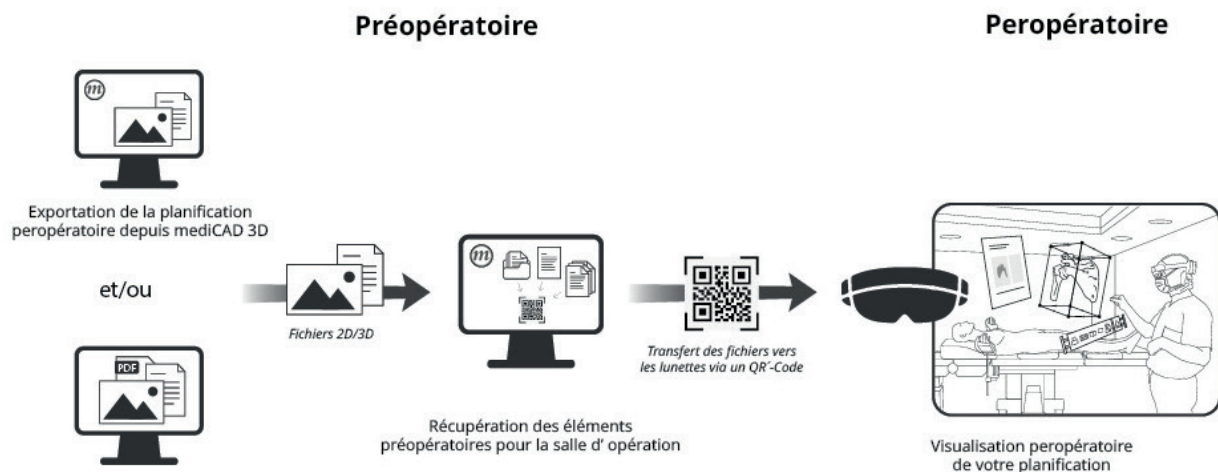 Préopératoire
Peropératoire
m
Exportation de la planification
peropératoire depuis mediCAD 3D
et/ou
PDF
Fichiers 2D/3D
m
Récupération des éléments
préopératoires pour la salle d' opération
Transfert des fichiers vers
les lunettes via un QR´-Code
Visualisation peropératoire
de votre planification